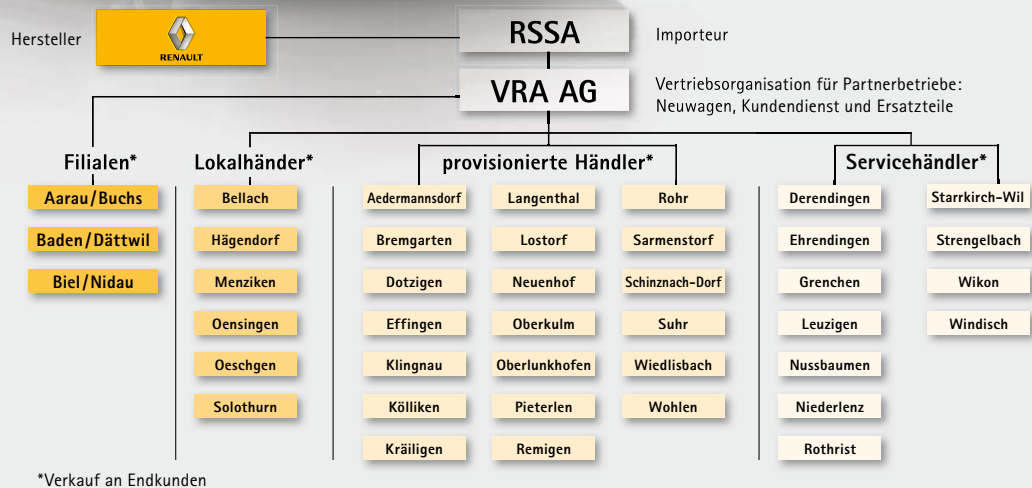 Hersteller
RENAULT
RSSA
Importeur
VRA AG
Vertriebsorganisation für Partnerbetriebe:
Neuwagen, Kundendienst und Ersatzteile
Filialen*
Aarau/Buchs
Baden/Dättwil
Biel/Nidau
Lokalhänder*
Bellach
Hägendorf
Menziken
Oensingen
Oeschgen
Solothurn
provisionierte Händler*
Aedermannsdorf
Bremgarten
Dotzigen
Effingen
Klingnau
Kölliken
Kräiligen
Langenthal
Lostorf
Neuenhof
Oberkulm
Oberlunkhofen
Pieterlen
Remigen
Rohr
Sarmenstorf
Schinznach-Dorf
Suhr
Wiedlisbach
Wohlen
Servicehändler*
Derendingen
Ehrendingen
Grenchen
Leuzigen
Nussbaumen
Niederlenz
Rothrist
Starrkirch-Wil
Strengelbach
Wikon
Windisch
*Verkauf an Endkunden